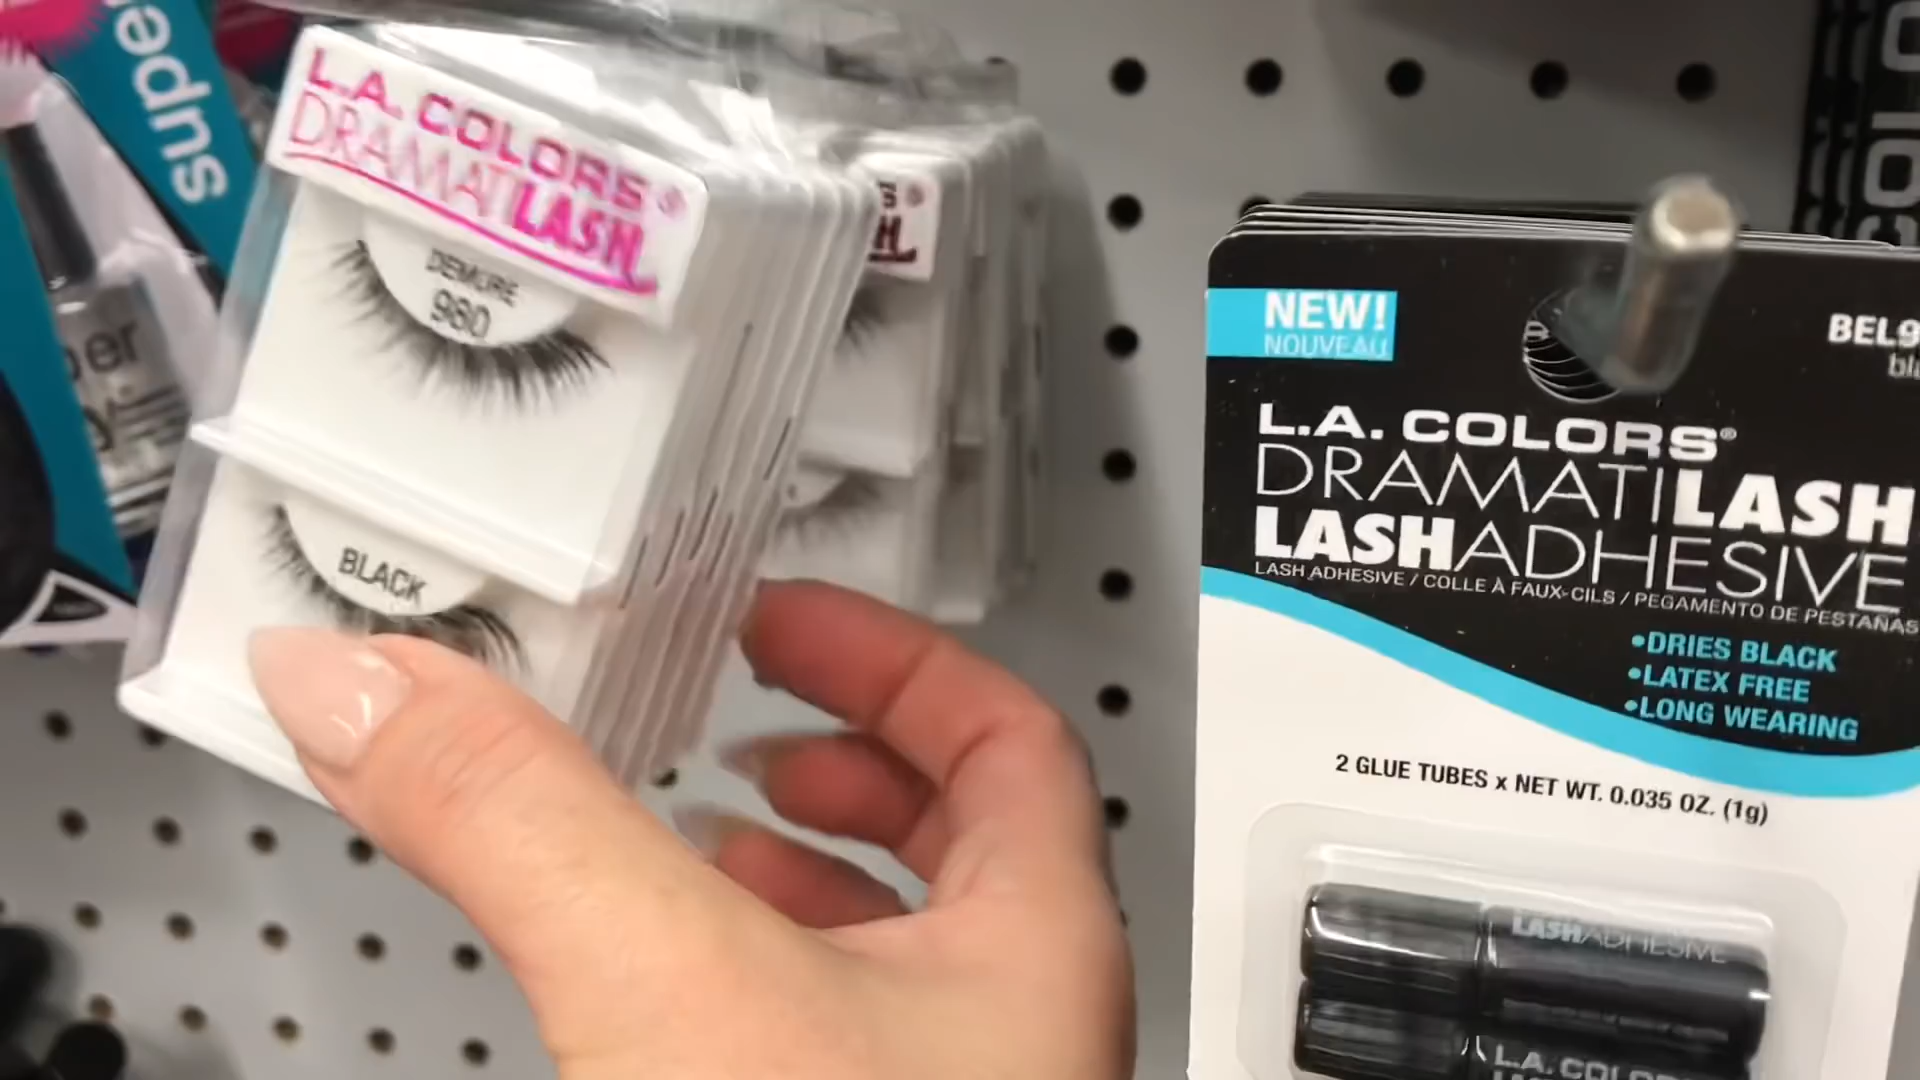 super
L.A. COLORS®
DRAMATILASH
DEMURE
980
BLACK
S®
H
NEW!
NOUVEAU
BEL9
L.A. COLORS®
DRAMATILASH
LASHADHESIVE
LASH ADHESIVE / COLLE À FAUX-CILS / PEGAMENTO DE PESTAÑAS
•DRIES BLACK
•LATEX FREE
•LONG WEARING
2 GLUE TUBES x NET WT. 0.035 OZ. (1g)
LASHADHESIVE
L.A. COLORS